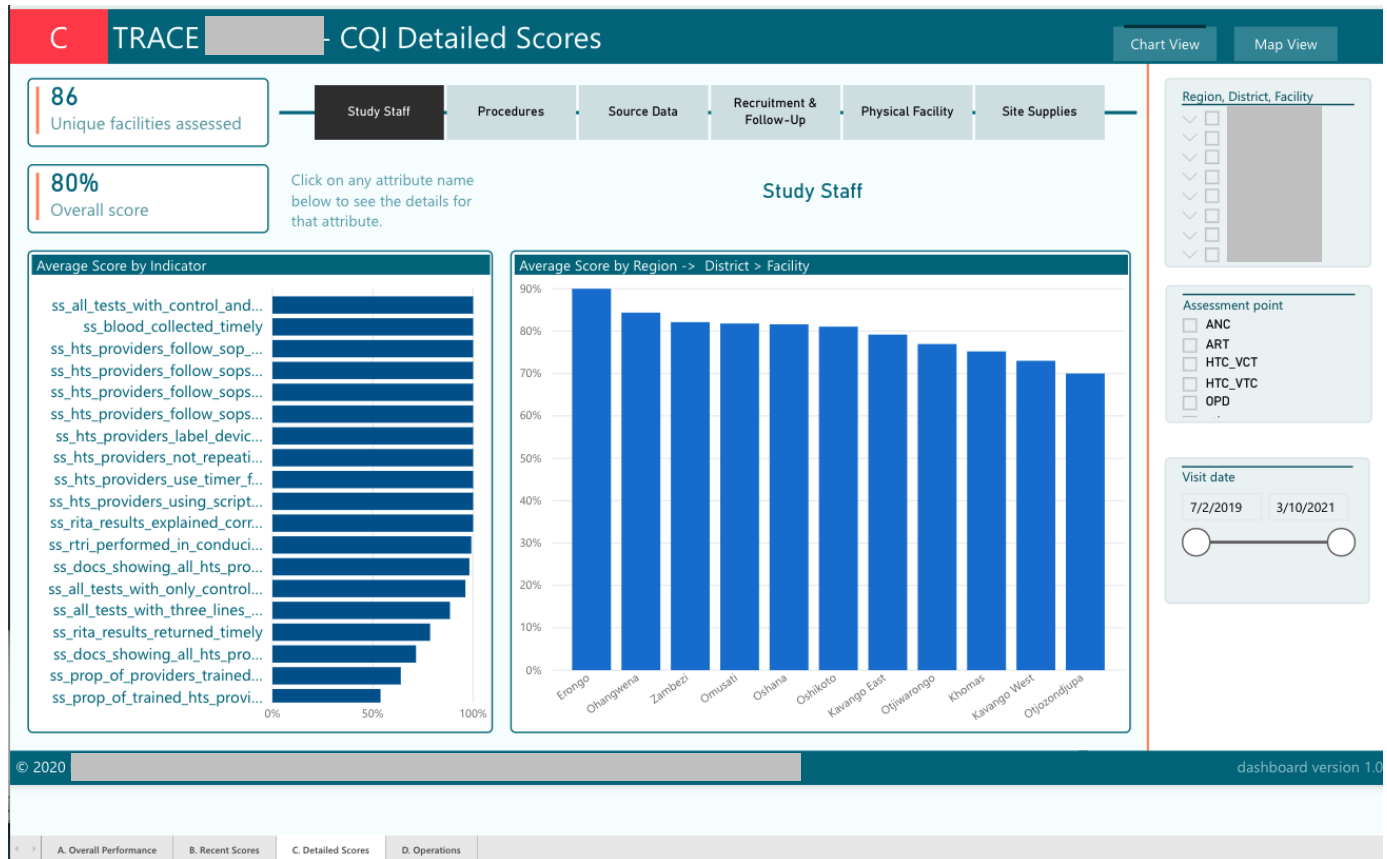 C TRACE - CQI Detailed Scores
Chart View
Map View
86
Unique facilities assessed
80%
Overall score
Study Staff
Procedures
Source Data
Recruitment &
Follow-Up
Physical Facility
Site Supplies
Click on any attribute name
below to see the details for
that attribute.
Study Staff
Average Score by Indicator
ss_all_tests_with_control_and...
ss_blood_collected_timely
ss_hts_providers_follow_sop_...
ss_hts_providers_follow_sops...
ss_hts_providers_follow_sops...
ss_hts_providers_follow_sops...
ss_hts_providers_label_devic...
ss_hts_providers_not_repeati...
ss_hts_providers_use_timer_f...
ss_hts_providers_using_script...
ss_rita_results_explained_corr...
ss_rtri_performed_in_conduci...
ss_docs_showing_all_hts_pro...
ss_all_tests_with_only_control...
ss_all_tests_with_three_lines_...
ss_rita_results_returned_timely
ss_docs_showing_all_hts_pro...
ss_prop_of_providers_trained...
ss_prop_of_trained_hts_provi...
0% 50% 100%
Average Score by Region -> District > Facility
90%
80%
70%
60%
50%
40%
30%
20%
10%
0%
Erongo
Ohangwena
Zambezi
Omusati
Oshana
Oshikoto
Kavango East
Otjiwarongo
Khomas
Kavango West
Otjozondjupa
Region, District, Facility
Assessment point
ANC
ART
HTC_VCT
HTC_VTC
OPD
Visit date
7/2/2019 3/10/2021
© 2020
dashboard version 1.0
A. Overall Performance
B. Recent Scores
C. Detailed Scores
D. Operations